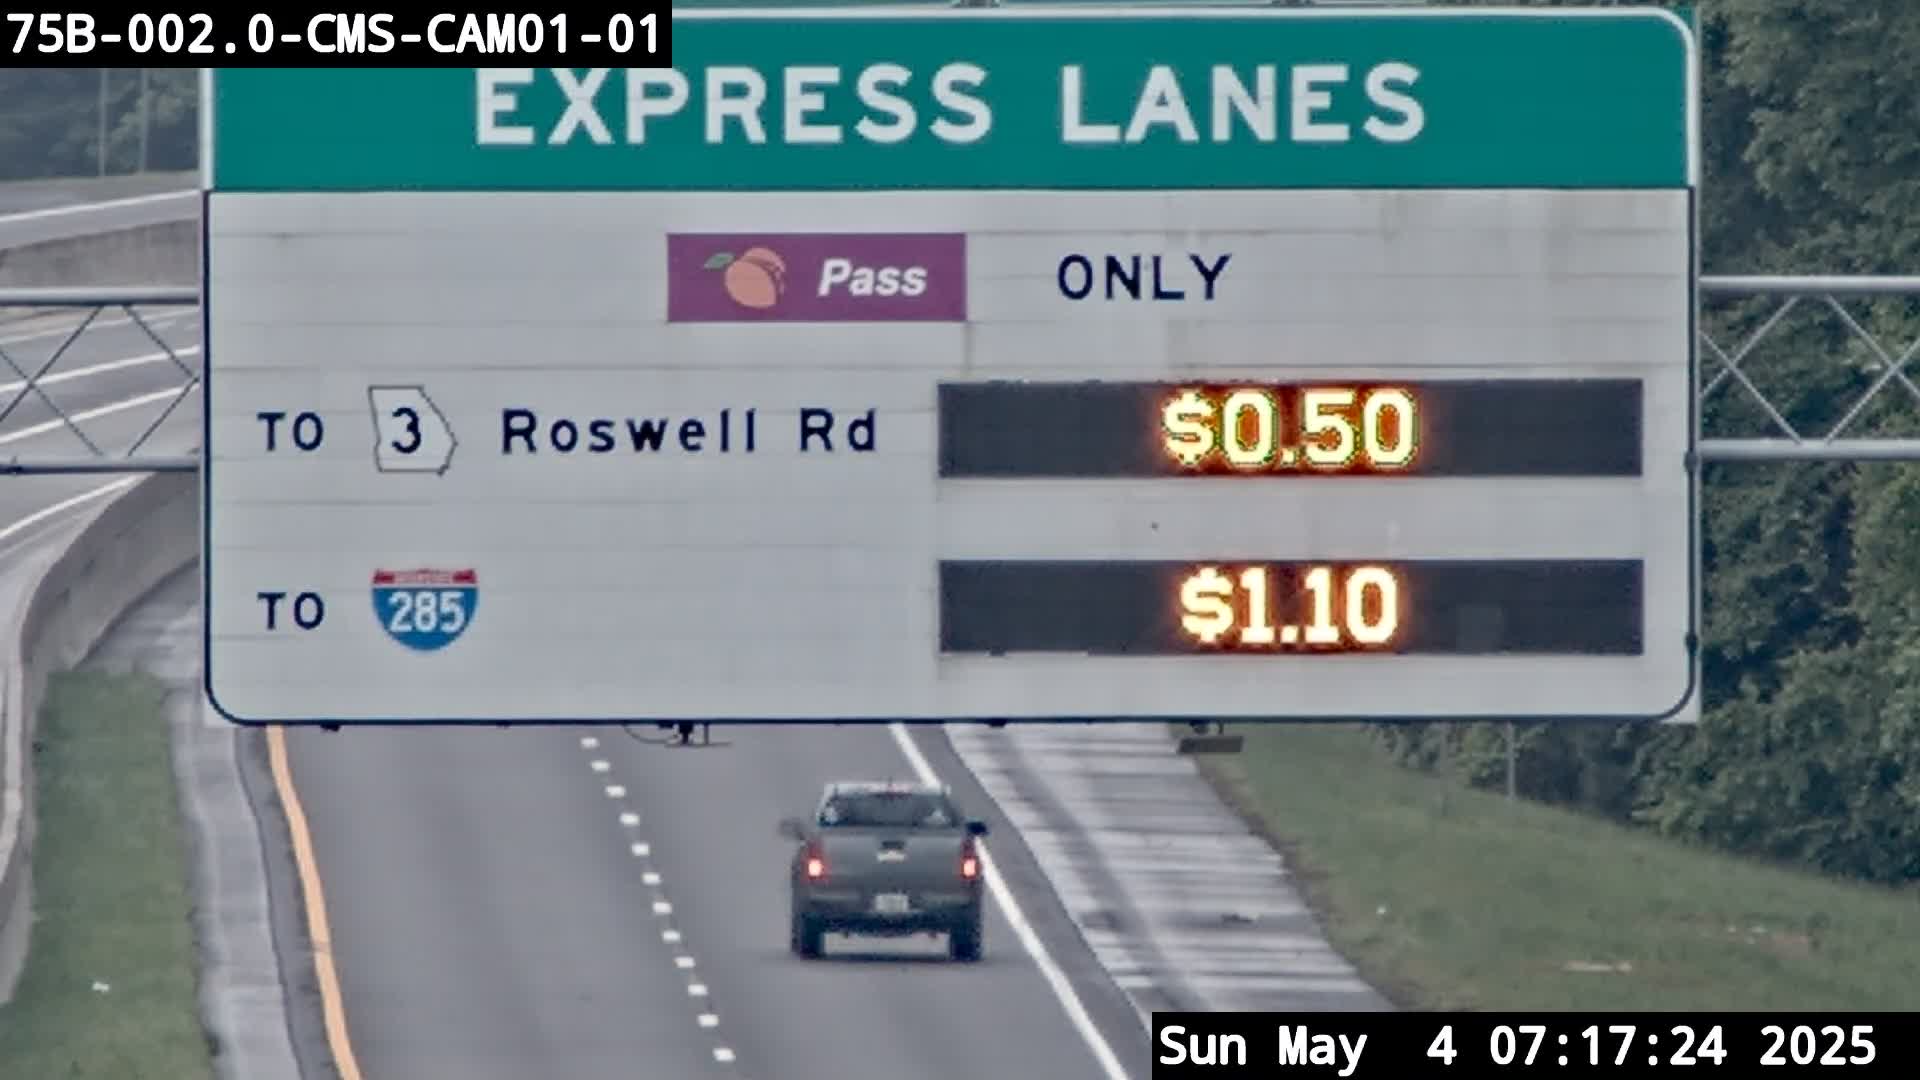 75B-002.0-CMS-CAM01-01
EXPRESS LANES
Pass ONLY
TO 3 Roswell Rd $0.50
TO 285 $1.10
Sun May 4 07:17:24 2025